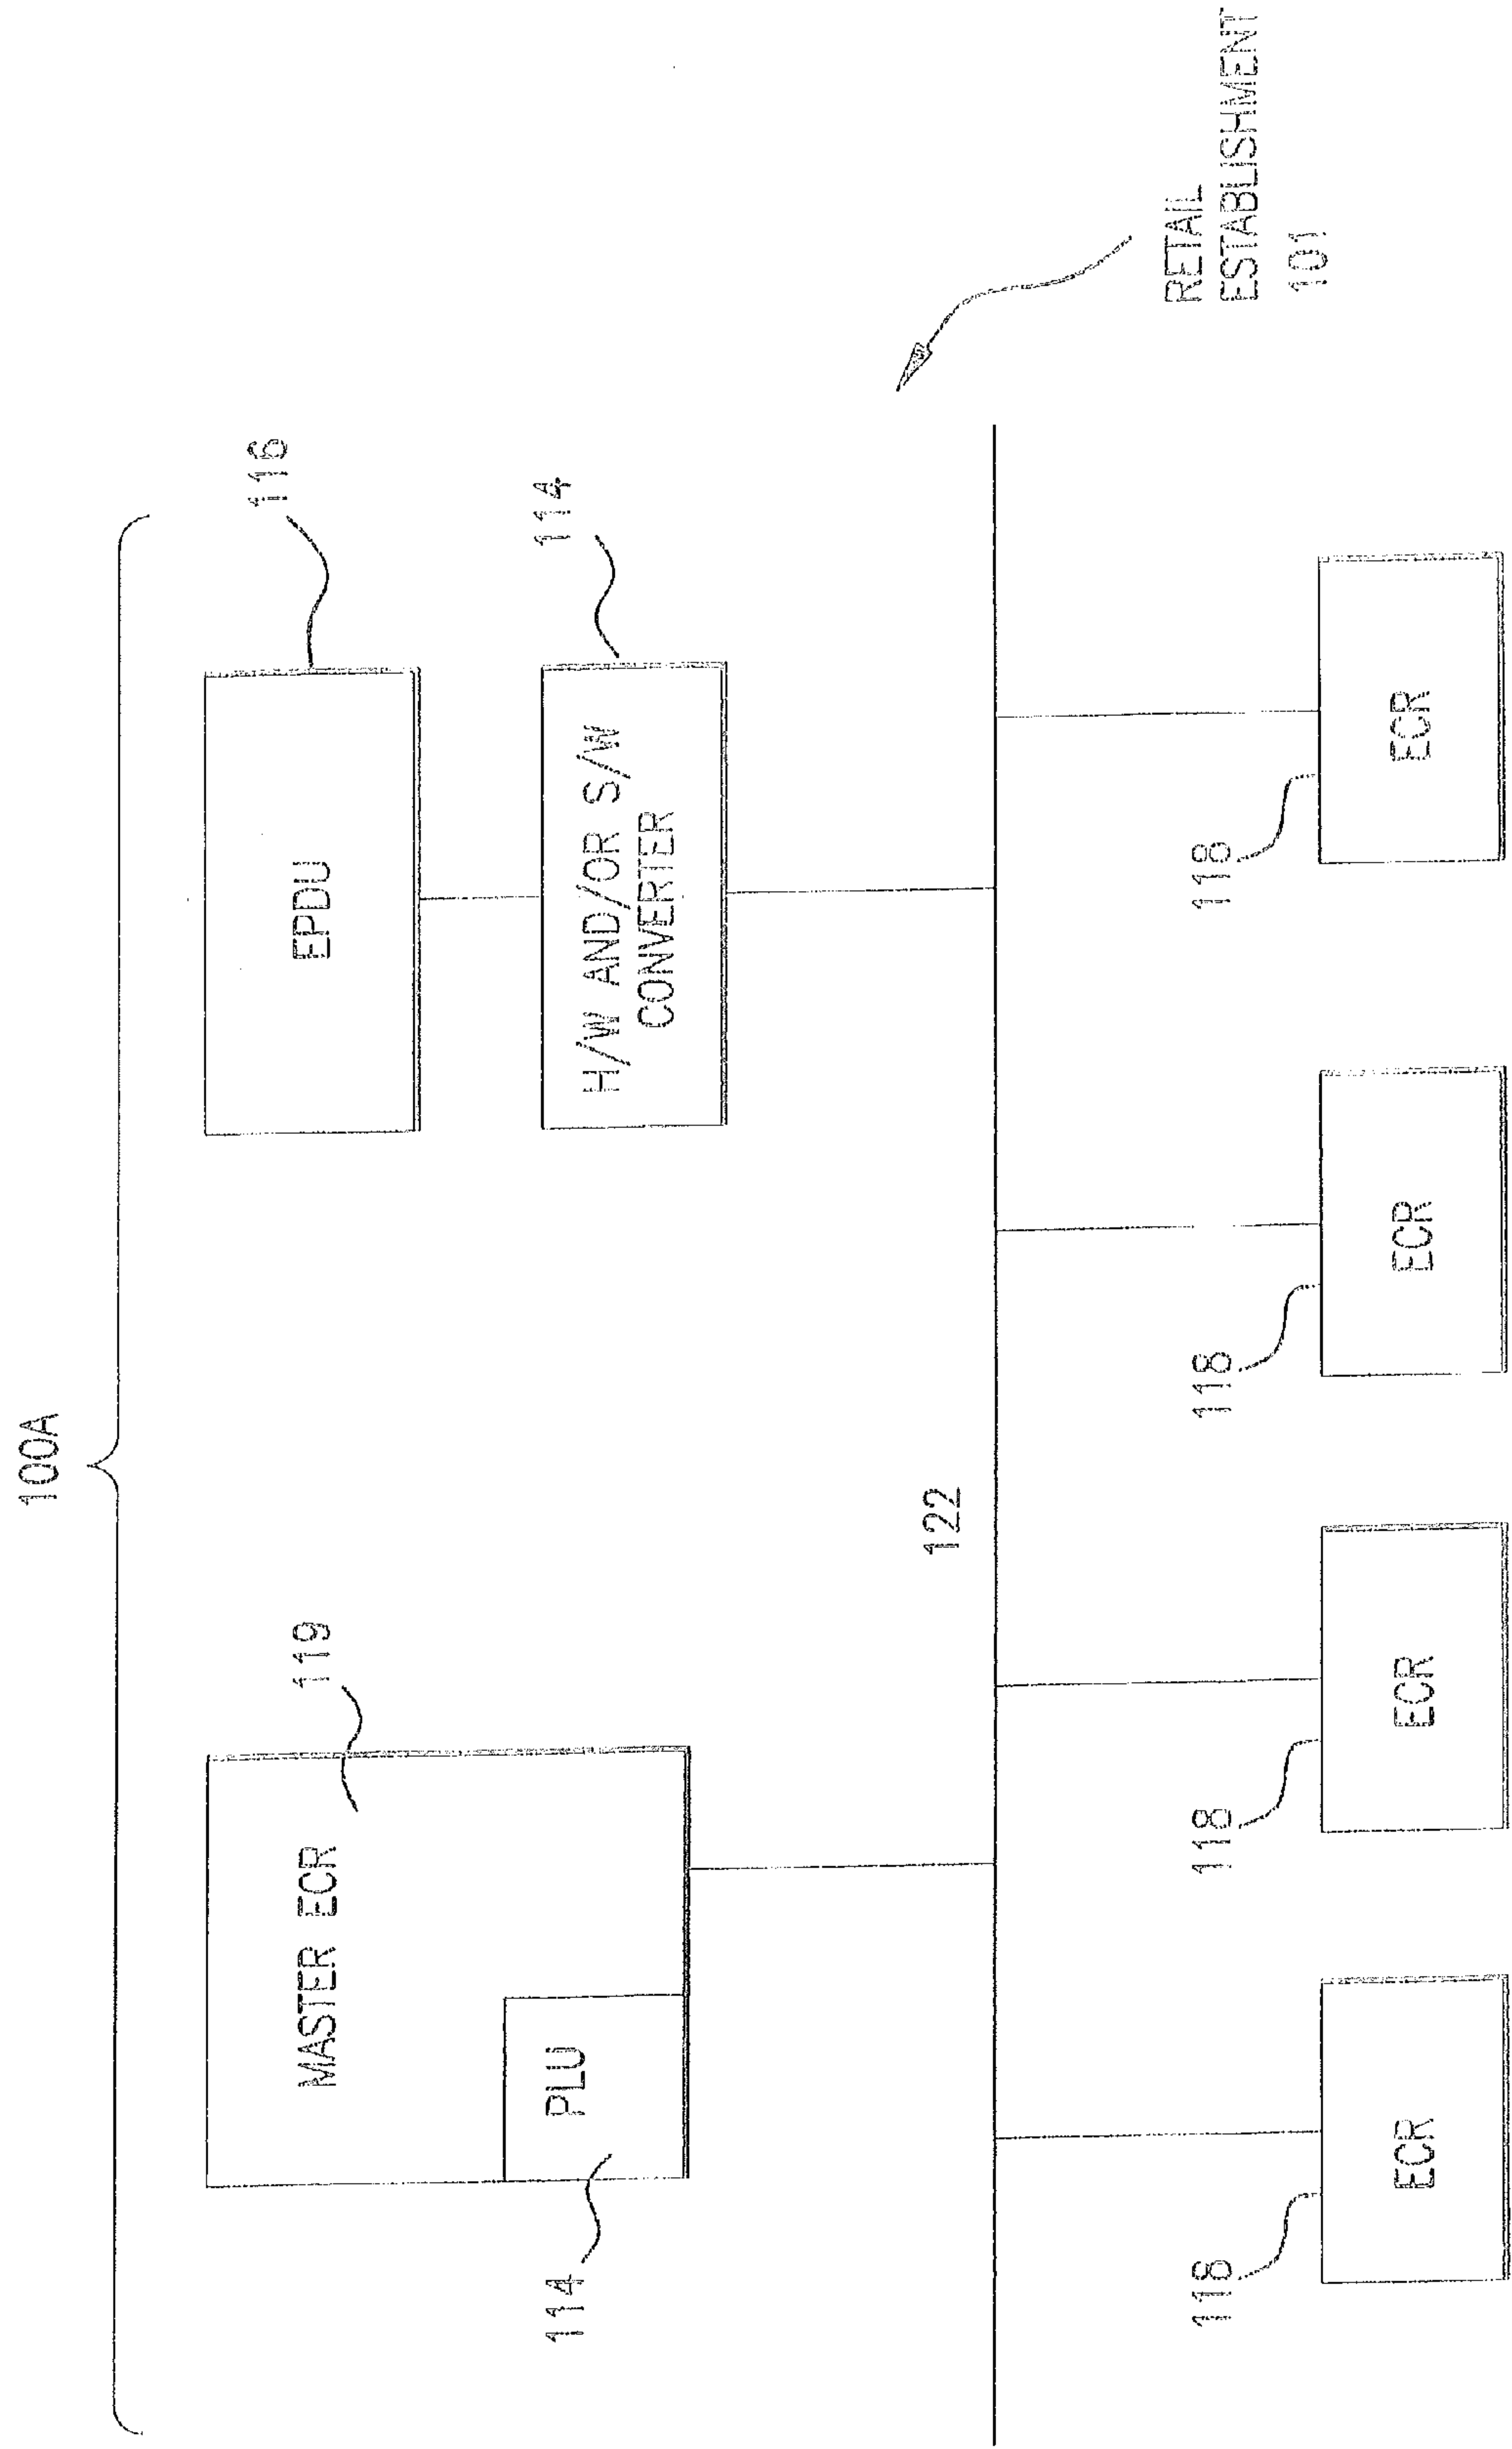 100A
MASTER ECR
119
PLU
114
EPDU
116
H/W AND/OR S/W
CONVERTER
114
122
RETAIL
ESTABLISHMENT
101
118
ECR
118
ECR
118
ECR
118
ECR